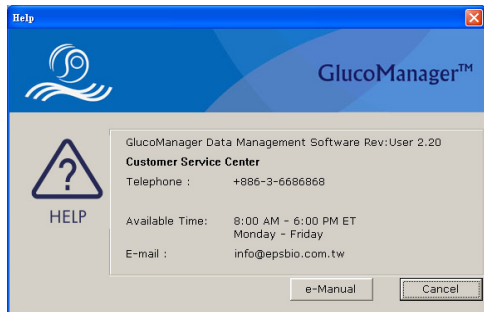 Help
GlucoManager™
GlucoManager Data Management Software Rev:User 2.20
Customer Service Center
Telephone : +886-3-6686868
HELP
Available Time: 8:00 AM - 6:00 PM ET
Monday - Friday
E-mail : info@epsbio.com.tw
e-Manual Cancel